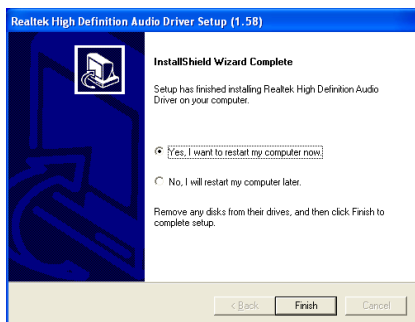 Realtek High Definition Audio Driver Setup (1.58)
InstallShield Wizard Complete
Setup has finished installing Realtek High Definition Audio
Driver on your computer.
Yes, I want to restart my computer now.
No, I will restart my computer later.
Remove any disks from their drives, and then click Finish to
complete setup.
< Back
Finish
Cancel